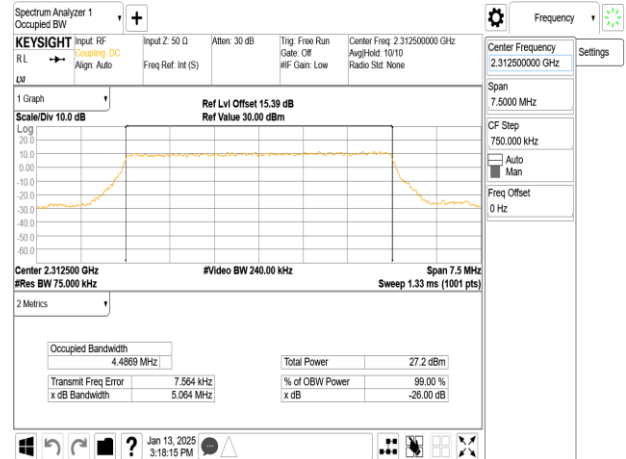 Spectrum Analyzer 1
Occupied BW
+
Frequency
KEYSIGHT
RL
LXI
Input: RF
Coupling: DC
Align: Auto
Input Z: 50 Ω
Freq Ref: Int (S)
Atten: 30 dB
Trig: Free Run
Gate: Off
#IF Gain: Low
Center Freq: 2.312500000 GHz
Avg|Hold: 10/10
Radio Std: None
Center Frequency
2.312500000 GHz
Settings
Span
7.5000 MHz
CF Step
750.000 kHz
Auto
Man
Freq Offset
0 Hz
1 Graph
Ref Lvl Offset 15.39 dB
Scale/Div 10.0 dB
Ref Value 30.00 dBm
Log
20.0
10.0
0.00
-10.0
-20.0
-30.0
-40.0
-50.0
-60.0
Center 2.312500 GHz
#Video BW 240.00 kHz
Span 7.5 MHz
#Res BW 75.000 kHz
Sweep 1.33 ms (1001 pts)
2 Metrics
Occupied Bandwidth
4.4869 MHz
Total Power 27.2 dBm
Transmit Freq Error 7.564 kHz
% of OBW Power 99.00 %
x dB Bandwidth 5.064 MHz
x dB -26.00 dB
?
Jan 13, 2025
3:18:15 PM